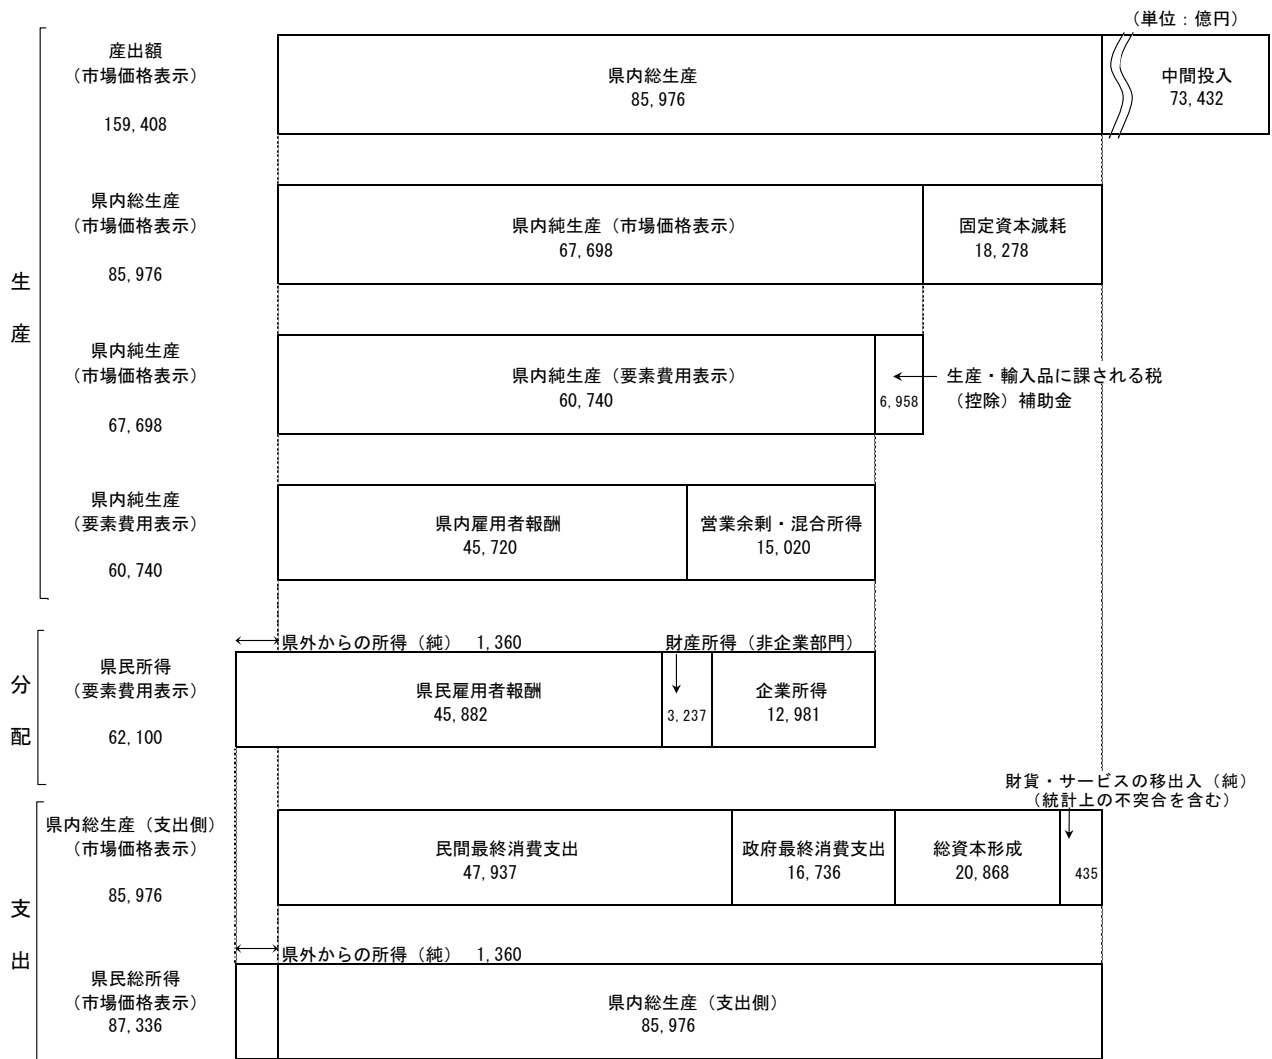 （単位：億円）
産出額
（市場価格表示）
159,408
県内総生産
85,976
中間投入
73,432
生産
県内総生産
（市場価格表示）
85,976
県内純生産（市場価格表示）
67,698
固定資本減耗
18,278
県内純生産
（市場価格表示）
67,698
県内純生産（要素費用表示）
60,740
6,958
生産・輸入品に課される税
（控除）補助金
県内純生産
（要素費用表示）
60,740
県内雇用者報酬
45,720
営業余剰・混合所得
15,020
分配
県外からの所得（純） 1,360
財産所得（非企業部門）
県民所得
（要素費用表示）
62,100
県民雇用者報酬
45,882
3,237
企業所得
12,981
支出
財貨・サービスの移出入（純）
（統計上の不突合を含む）
県内総生産（支出側）
（市場価格表示）
85,976
民間最終消費支出
47,937
政府最終消費支出
16,736
総資本形成
20,868
435
県外からの所得（純） 1,360
県民総所得
（市場価格表示）
87,336
県内総生産（支出側）
85,976